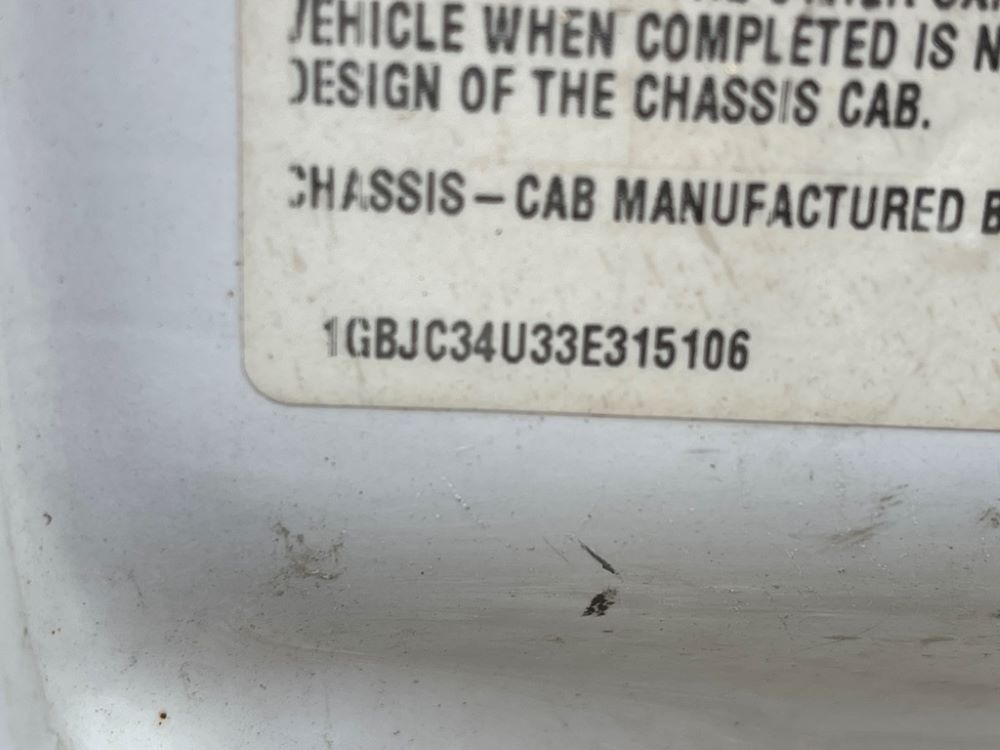 VEHICLE WHEN COMPLETED IS
DESIGN OF THE CHASSIS CAB.
CHASSIS–CAB MANUFACTURED
1GBJC34U33E315106